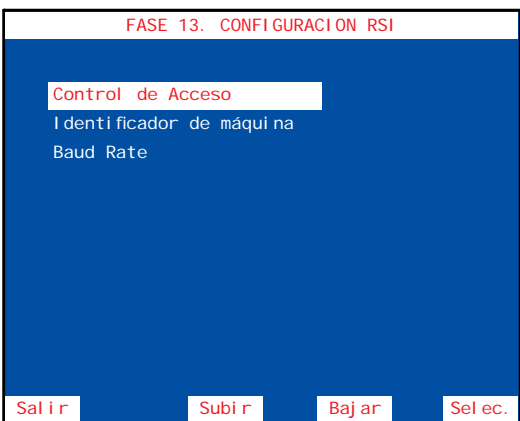 FASE 13. CONFIGURACION RSI
Control de Acceso
Identificador de máquina
Baud Rate
Salir Subir Bajar Selec.